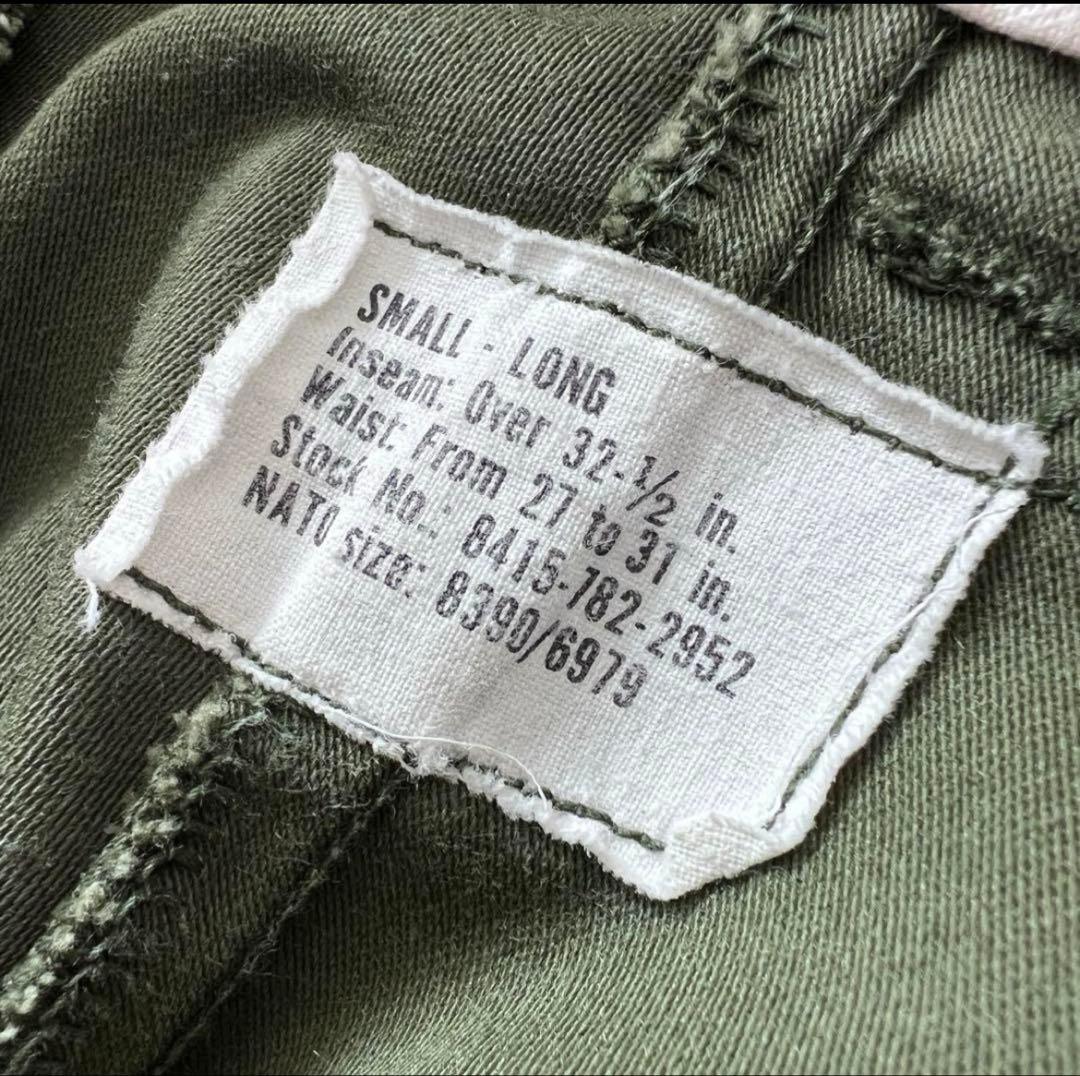 SMALL - LONG
Inseam: Over 32-½ in.
Waist: From 27 to 31 in.
Stock No.: 8415-782-2952
NATO size: 8390/6979